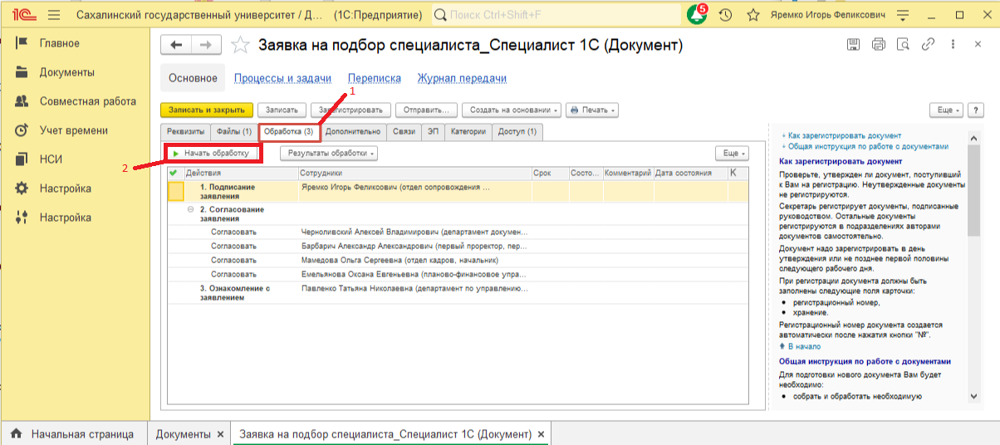 1С Сахалинский государственный университет / Д... (1С:Предприятие) Поиск Ctrl+Shift+F 5 Яремко Игорь Феликсович
Главное
Документы
Совместная работа
Учет времени
НСИ
Настройка
Настройка
Заявка на подбор специалиста_Специалист 1С (Документ)
Основное Процессы и задачи Переписка Журнал передачи
1
Записать и закрыть Записать Зарегистрировать Отправить... Создать на основании Печать Еще ?
Реквизиты Файлы (1) Обработка (3) Дополнительно Связи ЭП Категории Доступ (1)
2
Начать обработку Результаты обработки Еще
Действия Сотрудники Срок Состо... Комментарий Дата состояния К
1. Подписание Яремко Игорь Феликсович (отдел сопровождения ...
заявления
2. Согласование
заявления
Согласовать Черноливский Алексей Владимирович (департамент докумен...
Согласовать Барбарич Александр Александрович (первый проректор, пер...
Согласовать Мамедова Ольга Сергеевна (отдел кадров, начальник)
Согласовать Емельянова Оксана Евгеньевна (планово-финансовое упра...
3. Ознакомление с Павленко Татьяна Николаевна (департамент по управлению...
заявлением
Как зарегистрировать документ
Общая инструкция по работе с документами
Как зарегистрировать документ
Проверьте, утвержден ли документ, поступивший
к Вам на регистрацию. Неутвержденные документы
не регистрируются.
Секретарь регистрирует документы, подписанные
руководством. Остальные документы
регистрируются в подразделениях авторами
документов самостоятельно.
Документ надо зарегистрировать в день
утверждения или не позднее первой половины
следующего рабочего дня.
При регистрации документа должны быть
заполнены следующие поля карточки:
• регистрационный номер,
• хранение.
Регистрационный номер документа создается
автоматически после нажатия кнопки "№".
В начало
Общая инструкция по работе с документами
Для подготовки нового документа Вам будет
необходимо:
• собрать и обработать необходимую
Начальная страница Документы Заявка на подбор специалиста_Специалист 1С (Документ)